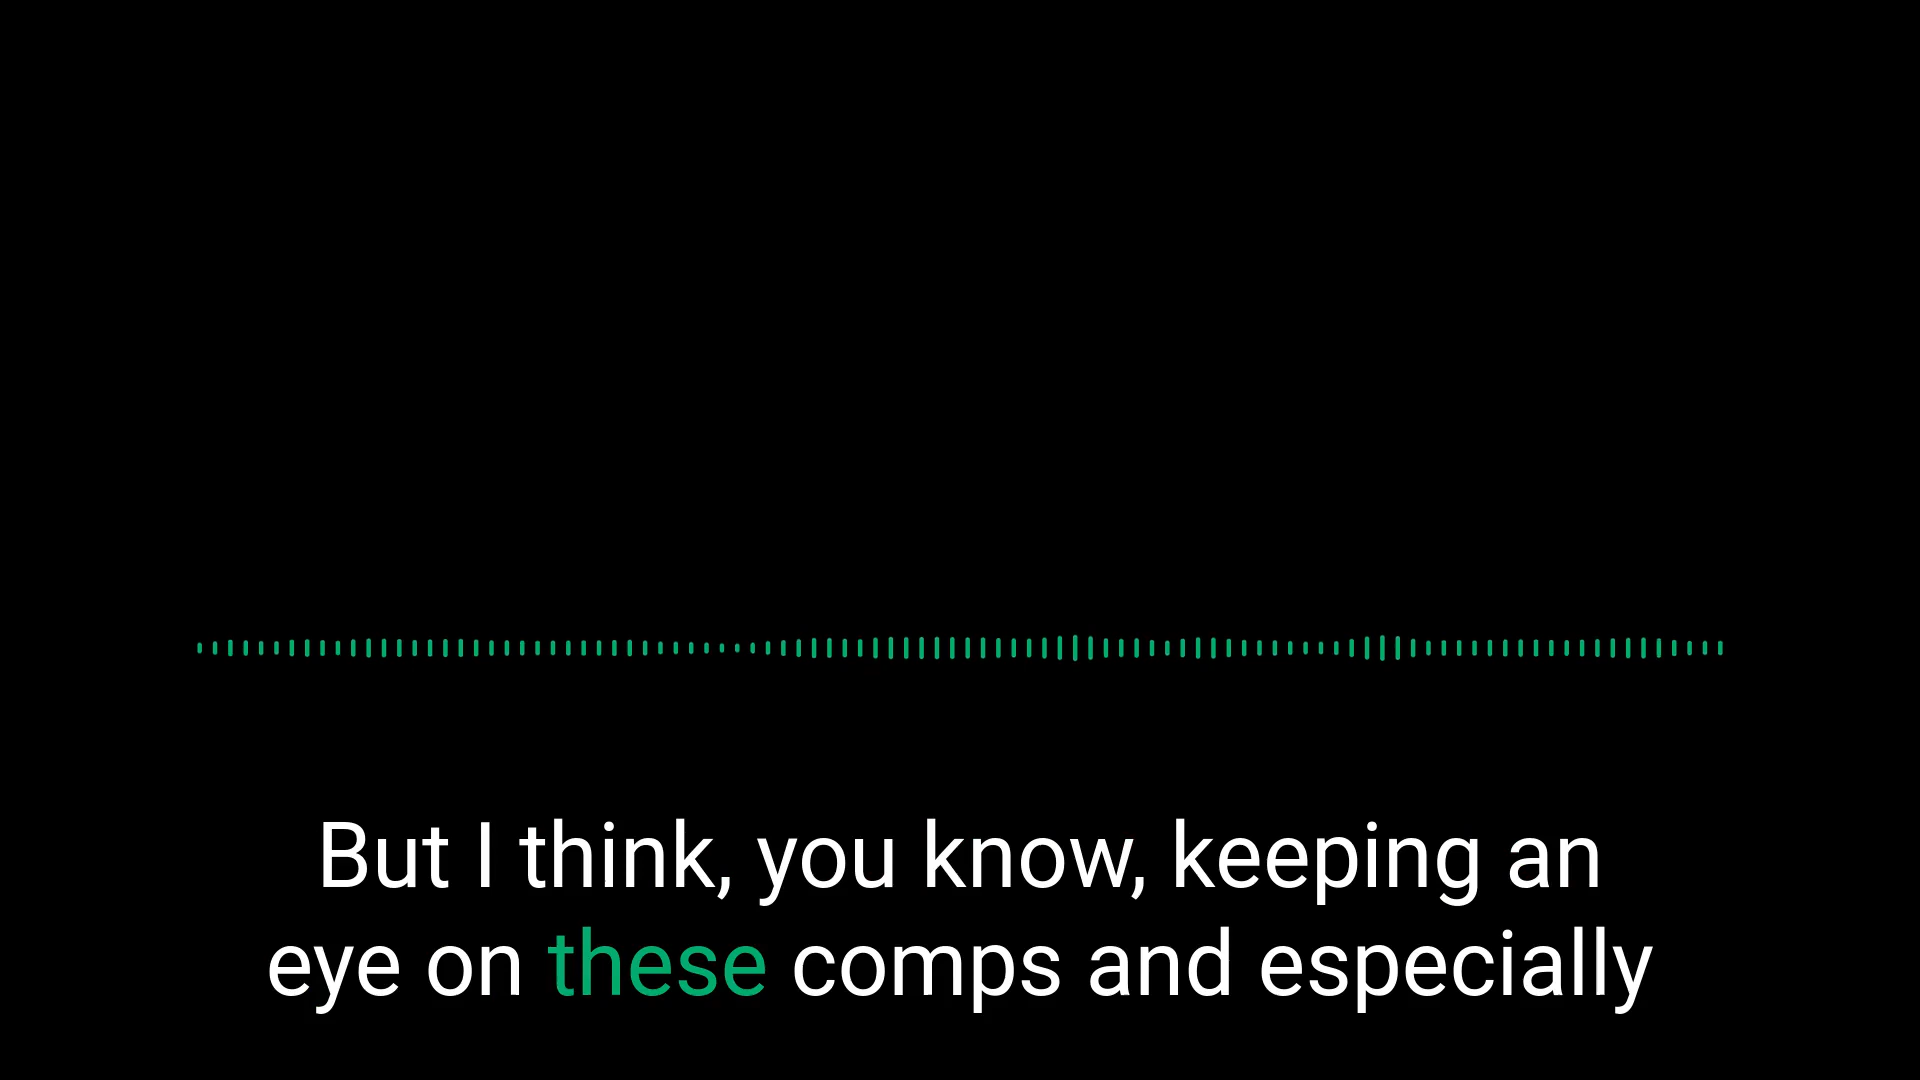 But I think, you know, keeping an
eye on these comps and especially